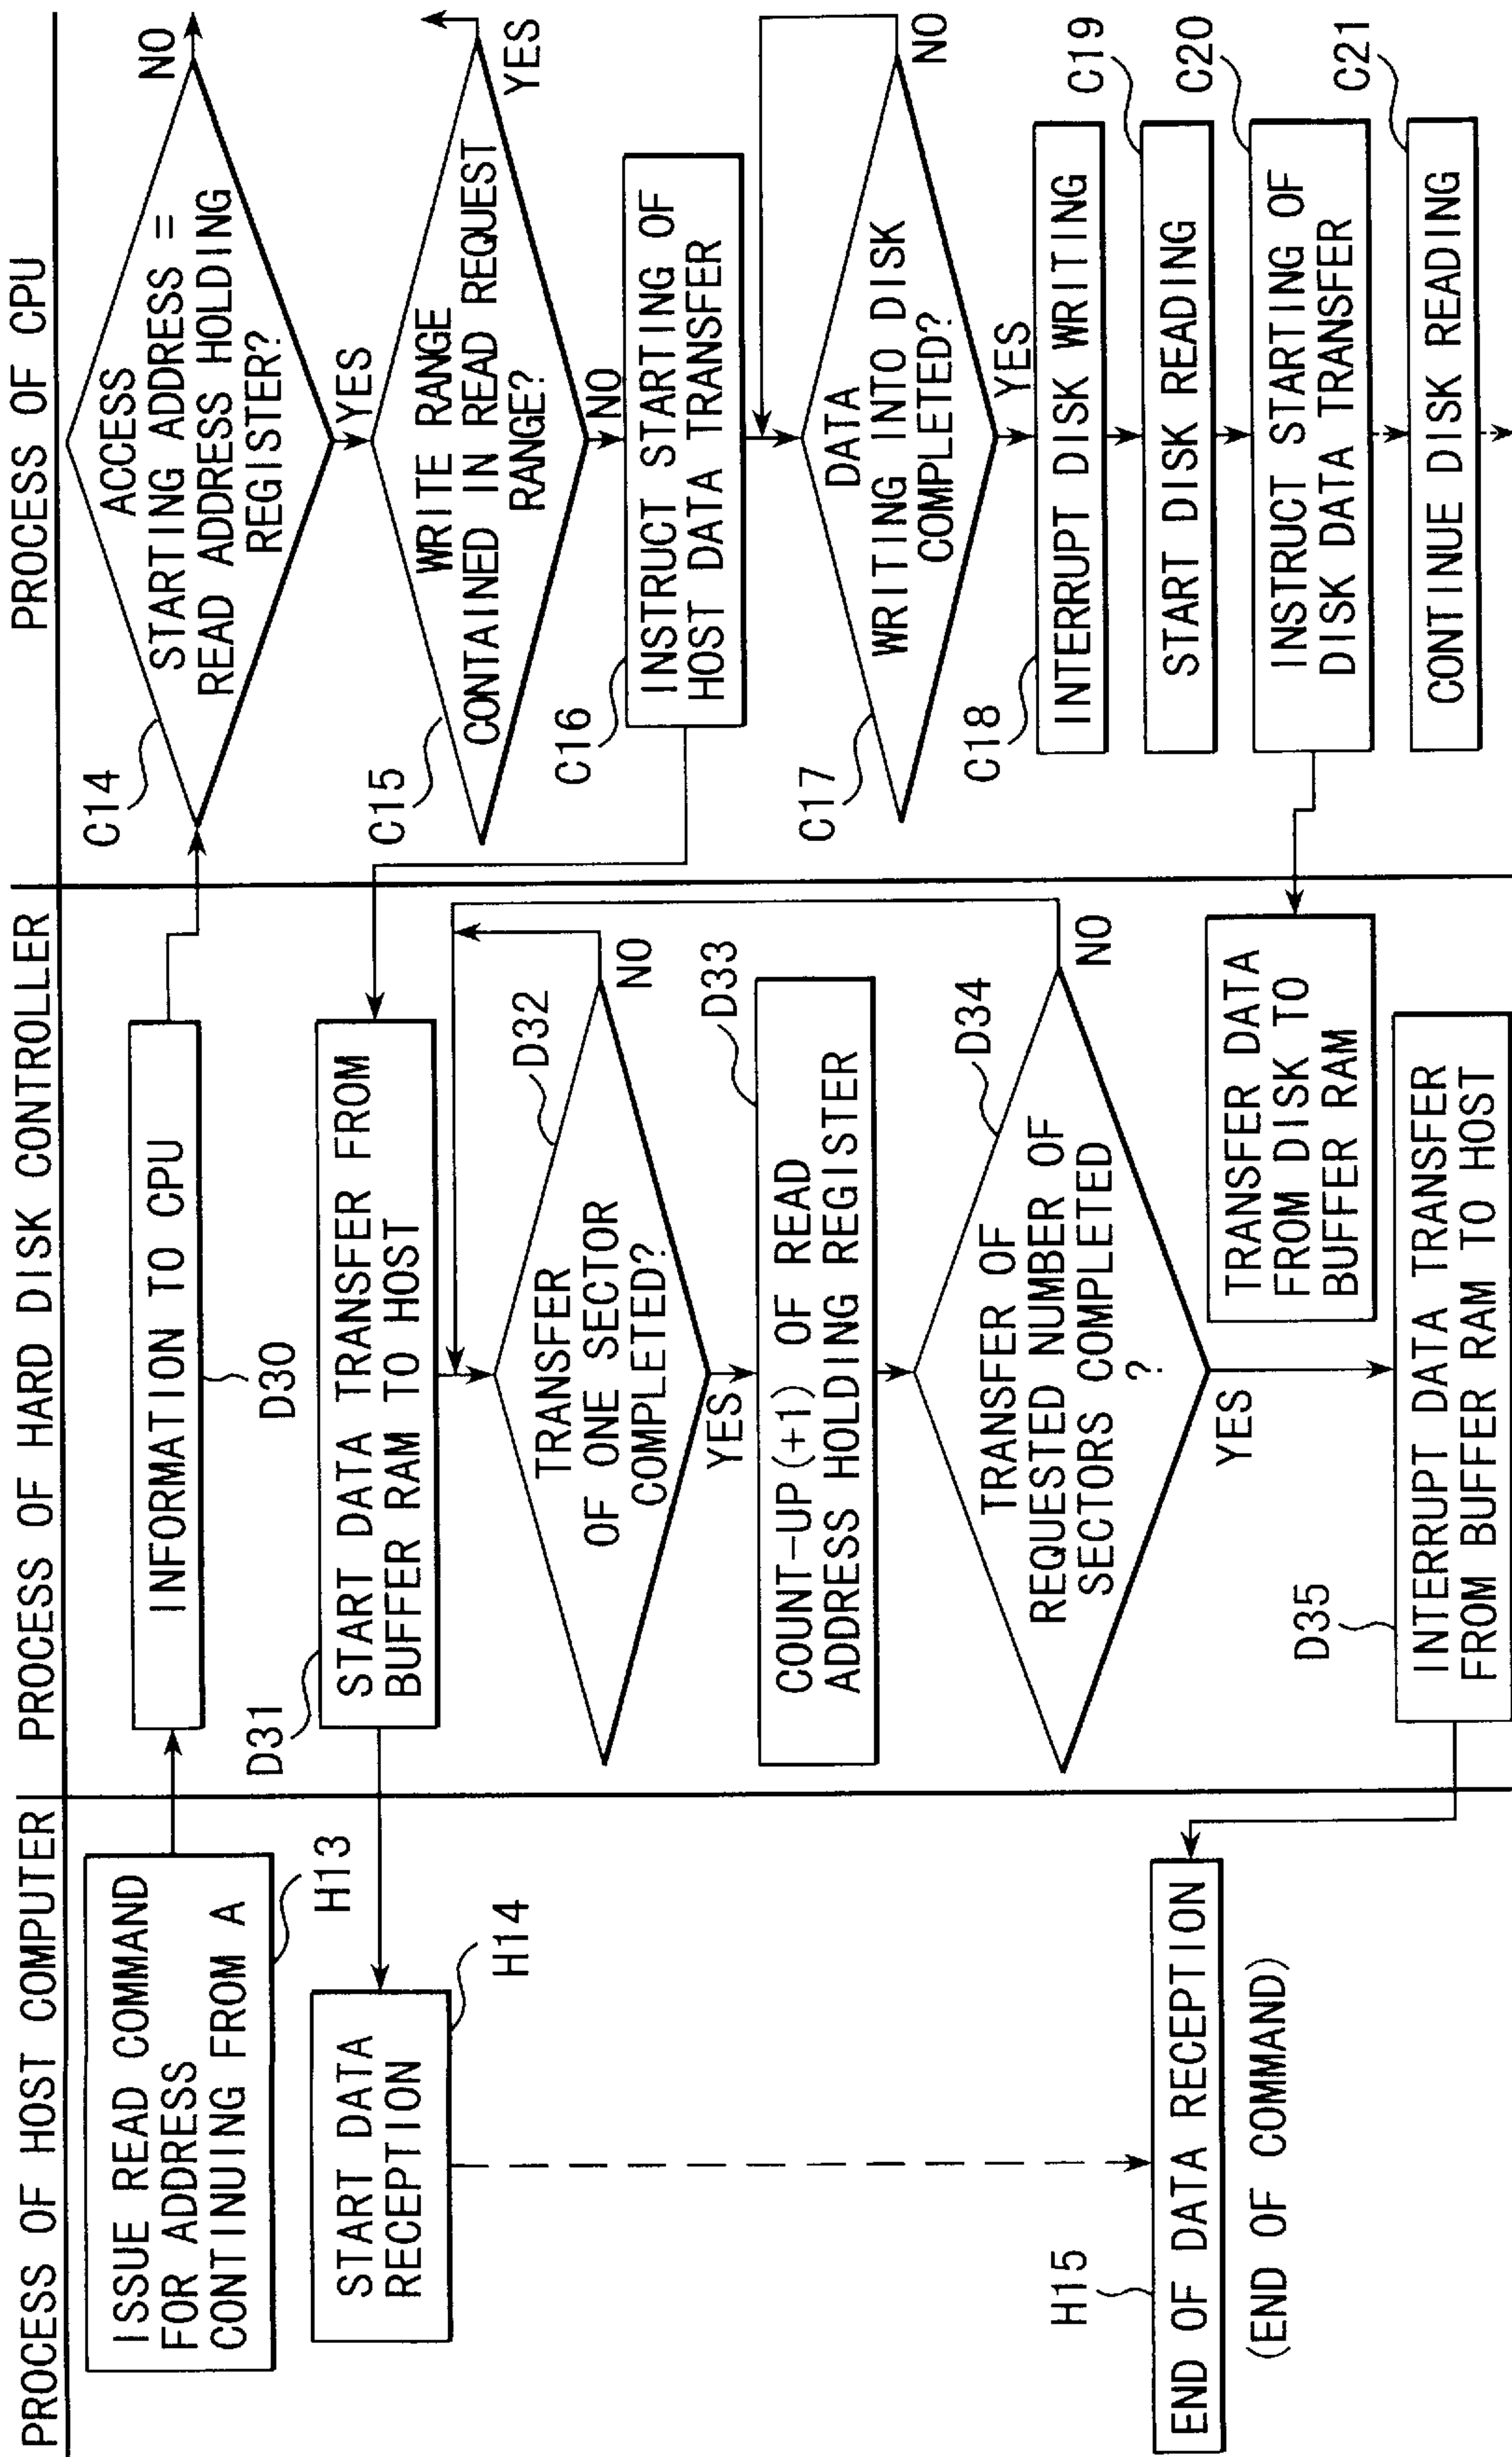 PROCESS OF HOST COMPUTER
ISSUE READ COMMAND
FOR ADDRESS
CONTINUING FROM A
H13
START DATA
RECEPTION
H14
H15
END OF DATA RECEPTION
(END OF COMMAND)
PROCESS OF HARD DISK CONTROLLER
INFORMATION TO CPU
D30
D31
START DATA TRANSFER FROM
BUFFER RAM TO HOST
D32
TRANSFER
OF ONE SECTOR
COMPLETED?
NO
YES
D33
COUNT-UP(+1) OF READ
ADDRESS HOLDING REGISTER
D34
TRANSFER OF
REQUESTED NUMBER OF
SECTORS COMPLETED
?
NO
YES
TRANSFER DATA
FROM DISK TO
BUFFER RAM
D35
INTERRUPT DATA TRANSFER
FROM BUFFER RAM TO HOST
PROCESS OF CPU
C14
ACCESS
STARTING ADDRESS =
READ ADDRESS HOLDING
REGISTER?
NO
YES
C15
WRITE RANGE
CONTAINED IN READ REQUEST
RANGE?
YES
NO
C16
INSTRUCT STARTING OF
HOST DATA TRANSFER
C17
DATA
WRITING INTO DISK
COMPLETED?
NO
YES
C18
INTERRUPT DISK WRITING
C19
START DISK READING
C20
INSTRUCT STARTING OF
DISK DATA TRANSFER
C21
CONTINUE DISK READING